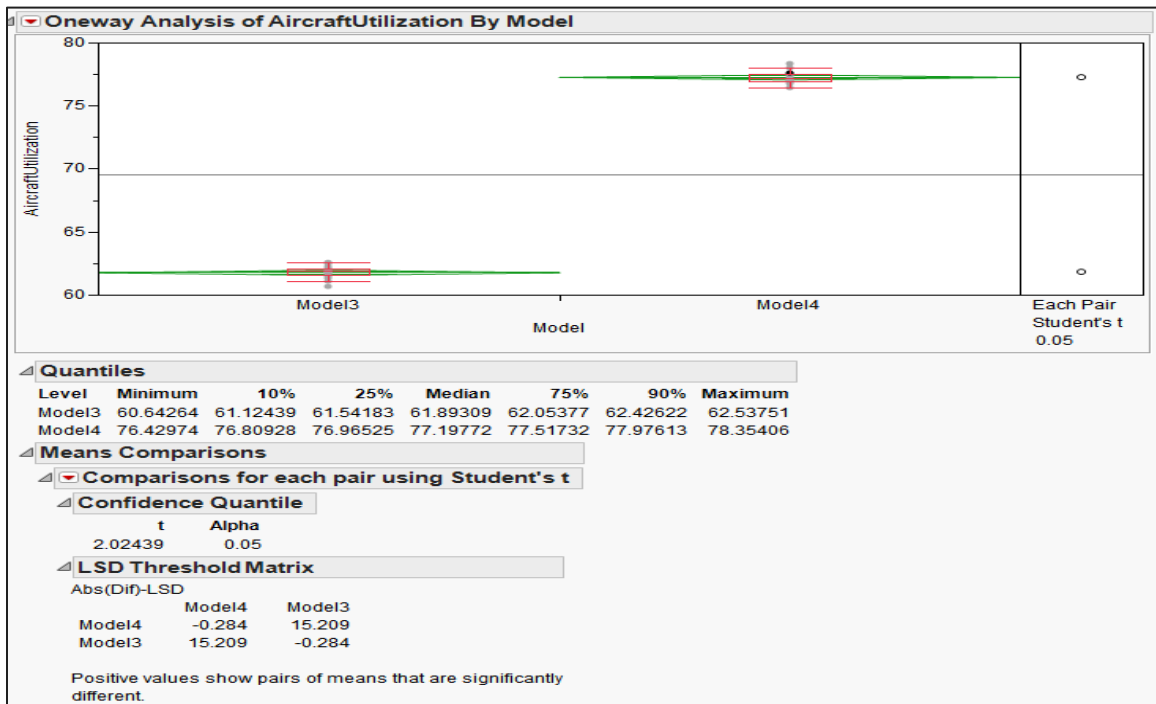 Oneway Analysis of AircraftUtilization By Model
80
75
70
65
60
AircraftUtilization
Model3 Model4
Model
Each Pair
Student's t
0.05
Quantiles
Level Minimum 10% 25% Median 75% 90% Maximum
Model3 60.64264 61.12439 61.54183 61.89309 62.05377 62.42622 62.53751
Model4 76.42974 76.80928 76.96525 77.19772 77.51732 77.97613 78.35406
Means Comparisons
Comparisons for each pair using Student's t
Confidence Quantile
t Alpha
2.02439 0.05
LSD Threshold Matrix
Abs(Dif)-LSD
Model4 Model3
Model4 -0.284 15.209
Model3 15.209 -0.284
Positive values show pairs of means that are significantly
different.